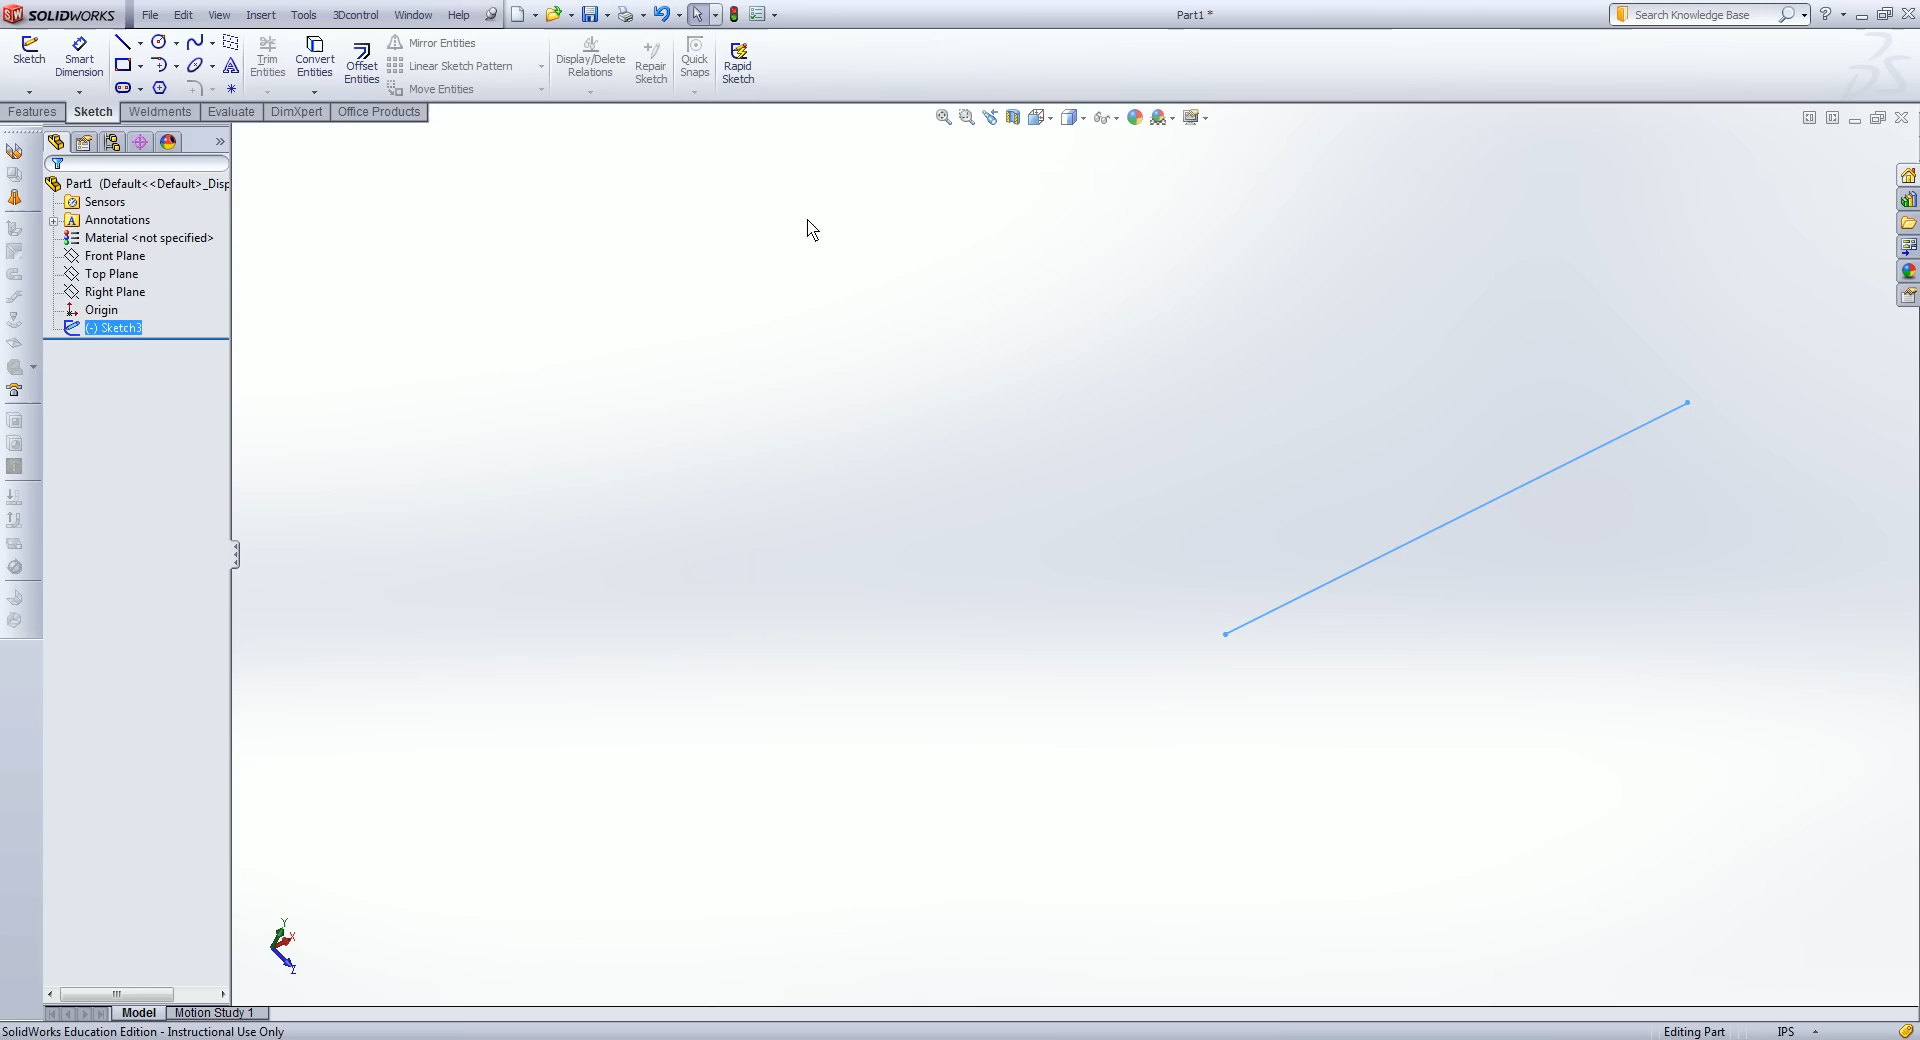 SOLIDWORKS File Edit View Insert Tools 3Dcontrol Window Help Part1 * Search Knowledge Base
Sketch Smart Dimension Trim Entities Convert Entities Offset Entities Mirror Entities Display/Delete Relations Repair Sketch Quick Snaps Rapid Sketch
Linear Sketch Pattern
Move Entities
Features Sketch Weldments Evaluate DimXpert Office Products
Part1 (Default<<Default>_Disp
Sensors
Annotations
Material <not specified>
Front Plane
Top Plane
Right Plane
Origin
(-) Sketch3
Y
X
Z
Model Motion Study 1
SolidWorks Education Edition - Instructional Use Only Editing Part IPS